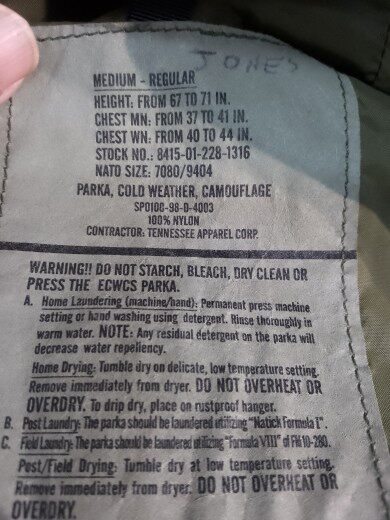 JONES
MEDIUM - REGULAR
HEIGHT: FROM 67 TO 71 IN.
CHEST MN: FROM 37 TO 41 IN.
CHEST WN: FROM 40 TO 44 IN.
STOCK NO.: 8415-01-228-1316
NATO SIZE: 7080/9404
PARKA, COLD WEATHER, CAMOUFLAGE
SPO100-98-D-4003
100% NYLON
CONTRACTOR: TENNESSEE APPAREL CORP.
WARNING!! DO NOT STARCH, BLEACH, DRY CLEAN OR
PRESS THE ECWCS PARKA.
A. Home Laundering (machine/hand): Permanent press machine
setting or hand washing using detergent. Rinse thoroughly in
warm water. NOTE: Any residual detergent on the parka will
decrease water repellency.
Home Drying: Tumble dry on delicate, low temperature setting.
Remove immediately from dryer. DO NOT OVERHEAT OR
OVERDRY. To drip dry, place on rustproof hanger.
B. Post Laundry: The parka should be laundered utilizing "Natick Formula I".
C. Field Laundry: The parka should be laundered utilizing "Formula VIII" of FM 10-280.
Post/Field Drying: Tumble dry at low temperature setting.
Remove immediately from dryer. DO NOT OVERHEAT OR
OVERDRY.